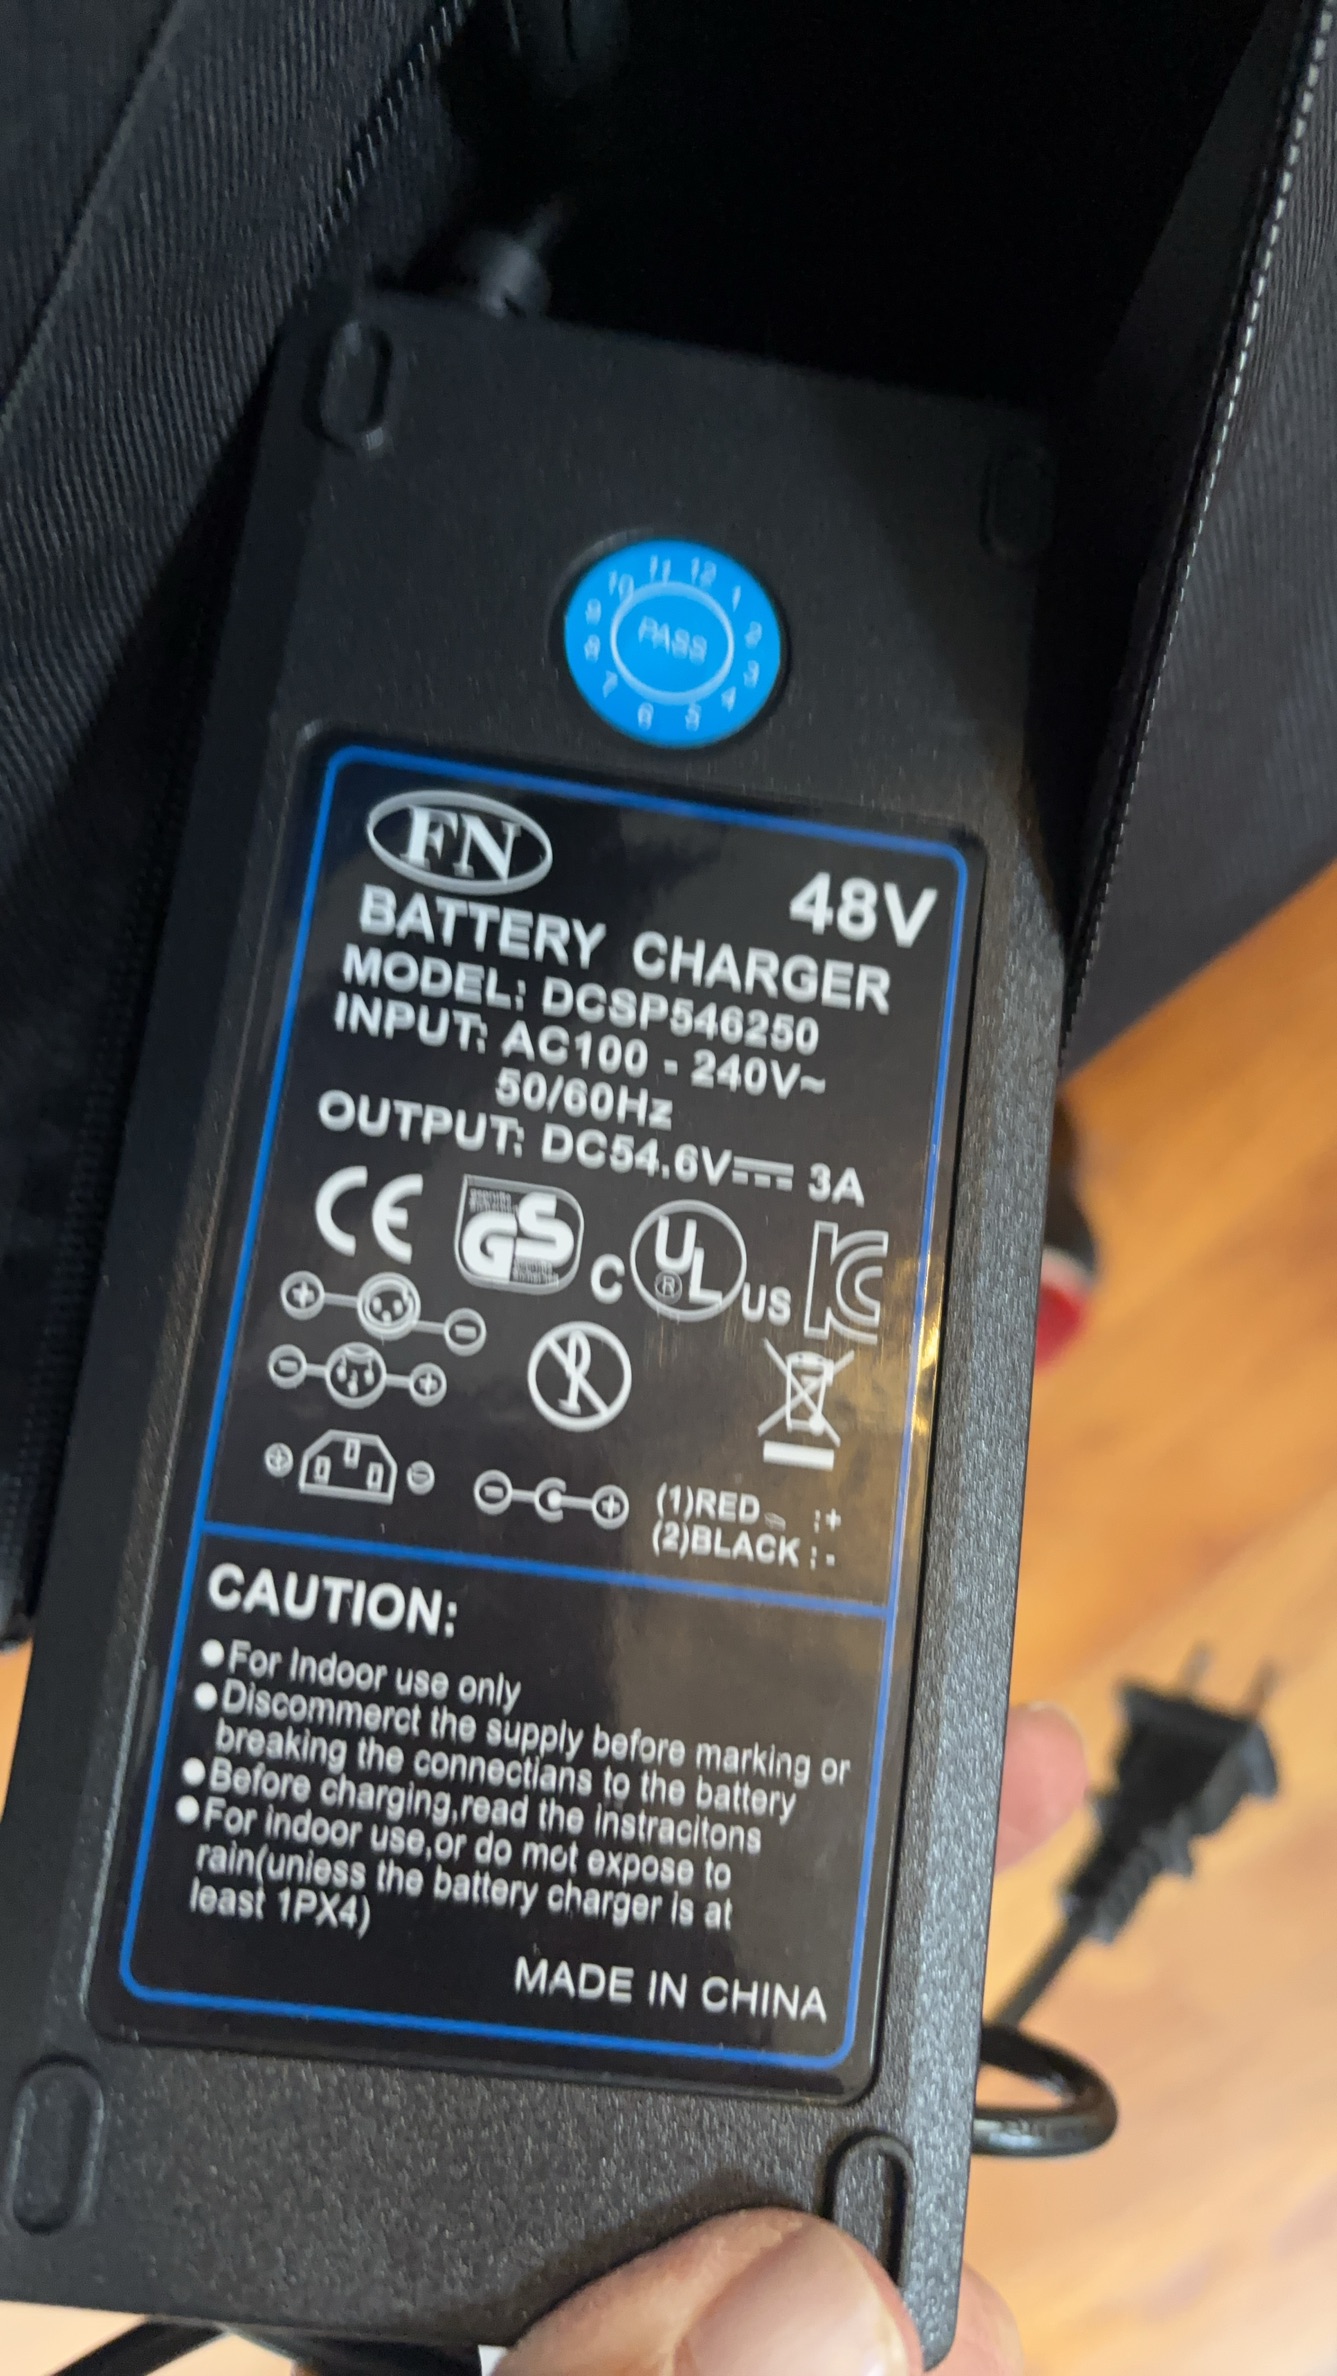 11 12 1
10 2
9 PASS 3
8 4
7 6 5
FN
48V
BATTERY CHARGER
MODEL: DCSP546250
INPUT: AC100 - 240V~
50/60Hz
OUTPUT: DC54.6V⎓ 3A
CE GS C UL ® US KC
(1)RED :+
(2)BLACK : -
CAUTION:
●For Indoor use only
●Discommerct the supply before marking or
breaking the connectians to the battery
●Before charging,read the instracitons
●For indoor use,or do mot expose to
rain(uniess the battery charger is at
least 1PX4)
MADE IN CHINA